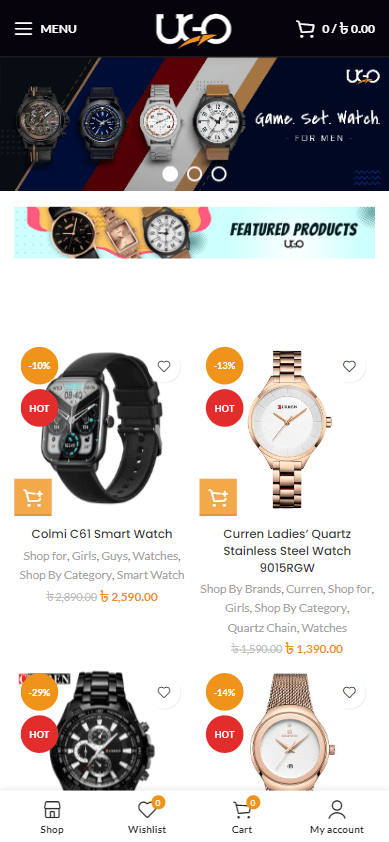 MENU
UGO
0 / ৳ 0.00
UGO
Game. Set. Watch.
- FOR MEN -
FEATURED PRODUCTS
UGO
-10%
HOT
-13%
HOT
CURREN
Colmi C61 Smart Watch
Shop for, Girls, Guys, Watches,
Shop By Category, Smart Watch
৳ 2,890.00 ৳ 2,590.00
Curren Ladies’ Quartz
Stainless Steel Watch
9015RGW
Shop By Brands, Curren, Shop for,
Girls, Shop By Category,
Quartz Chain, Watches
৳ 1,590.00 ৳ 1,390.00
-29%
HOT
-14%
HOT
0
0
Shop
Wishlist
Cart
My account